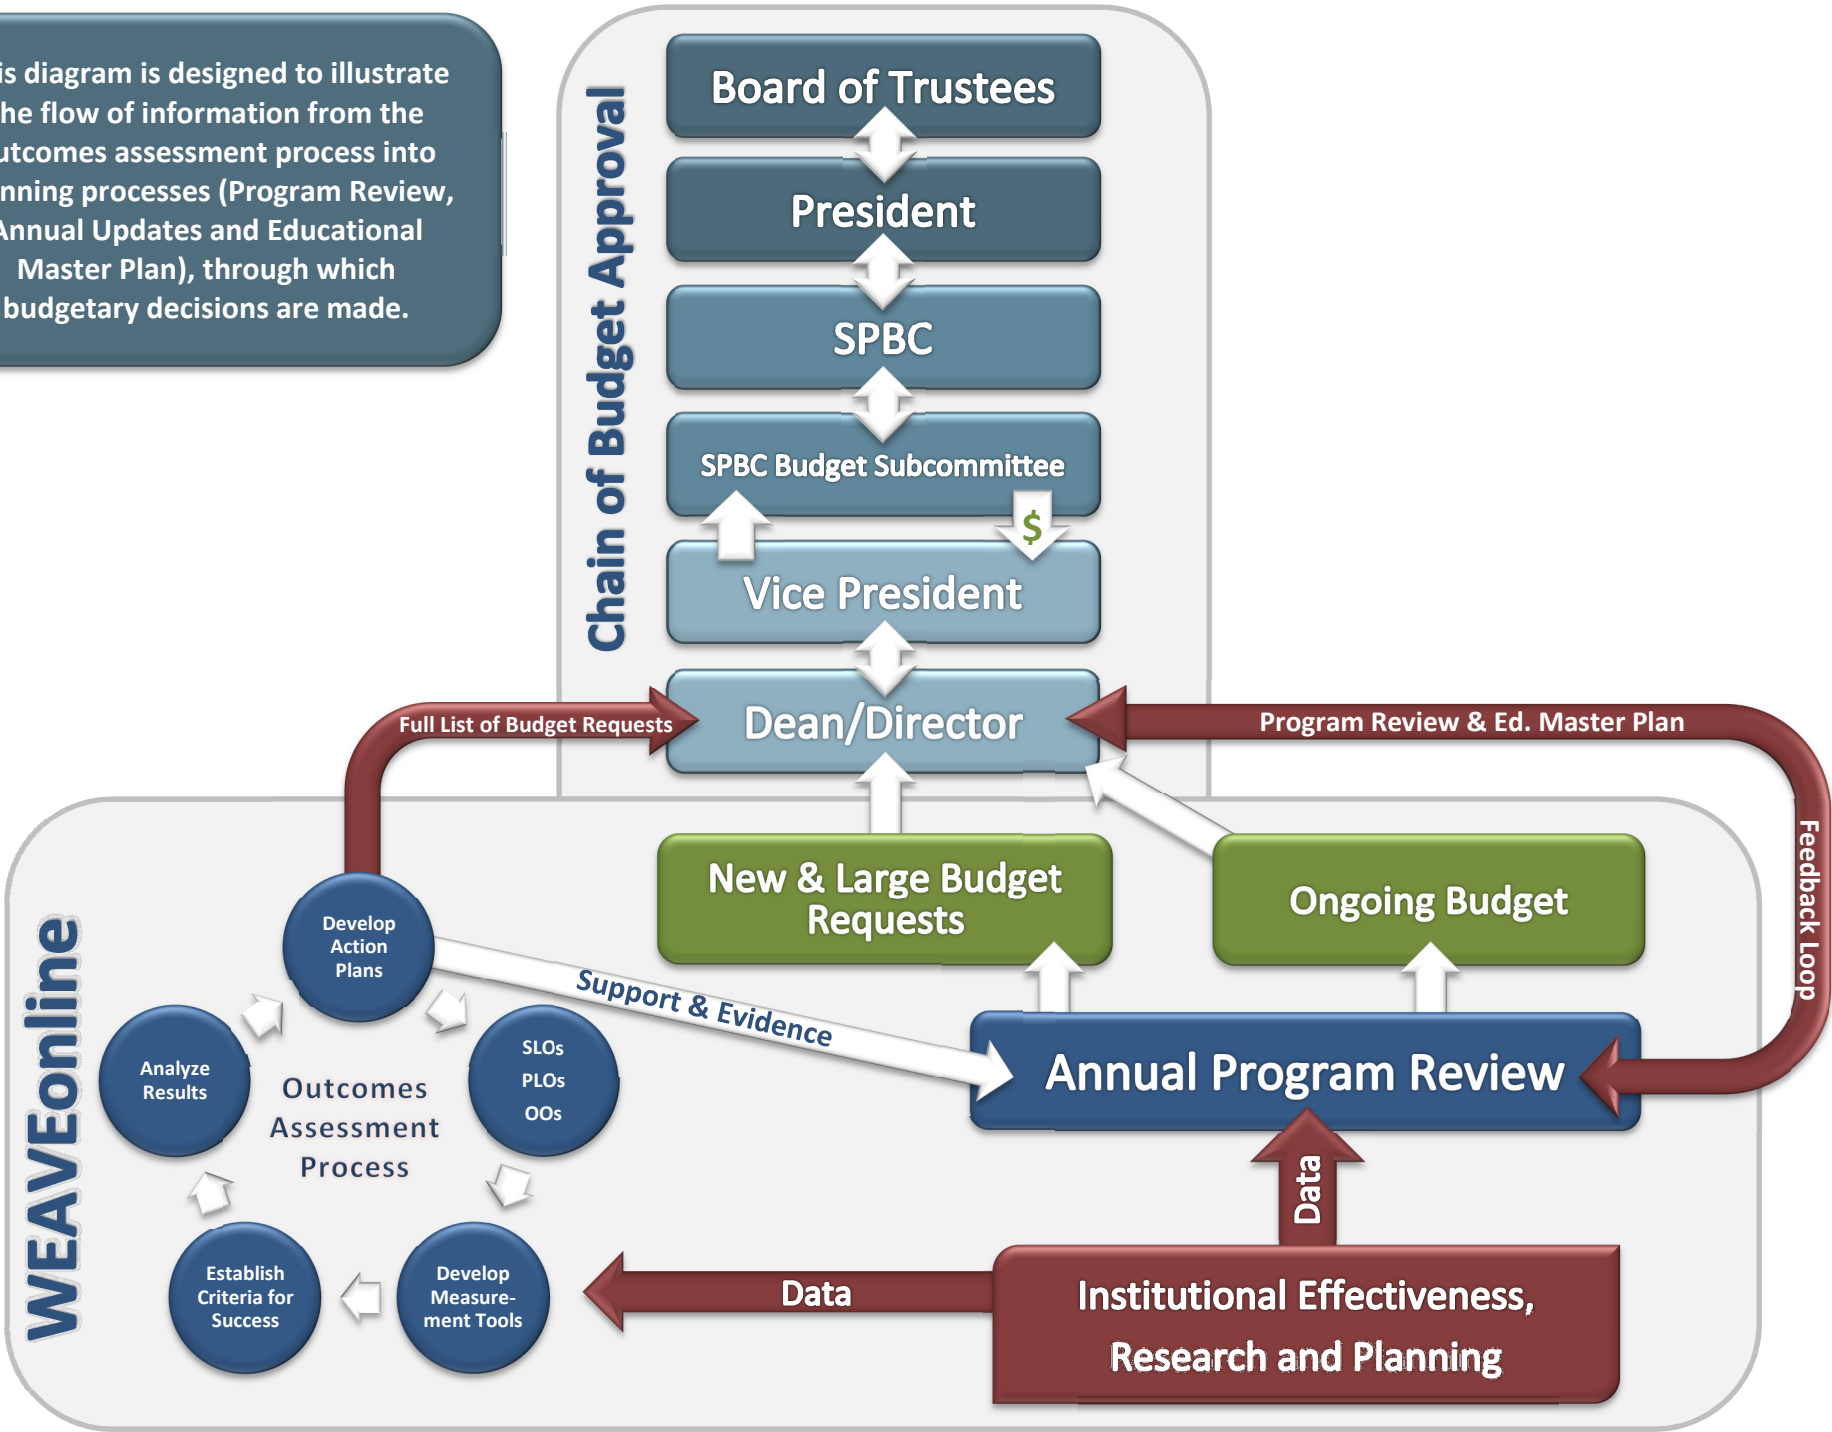 is diagram is designed to illustrate
he flow of information from the
utcomes assessment process into
nning processes (Program Review,
Annual Updates and Educational
Master Plan), through which
budgetary decisions are made.
Chain of Budget Approval
Board of Trustees
President
SPBC
SPBC Budget Subcommittee
$
Vice President
Dean/Director
Full List of Budget Requests
Program Review & Ed. Master Plan
Feedback Loop
New & Large Budget
Requests
Ongoing Budget
WEAVEonline
Develop
Action
Plans
Support & Evidence
Annual Program Review
Analyze
Results
SLOs
PLOs
OOs
Outcomes
Assessment
Process
Establish
Criteria for
Success
Develop
Measure-
ment Tools
Data
Data
Institutional Effectiveness,
Research and Planning